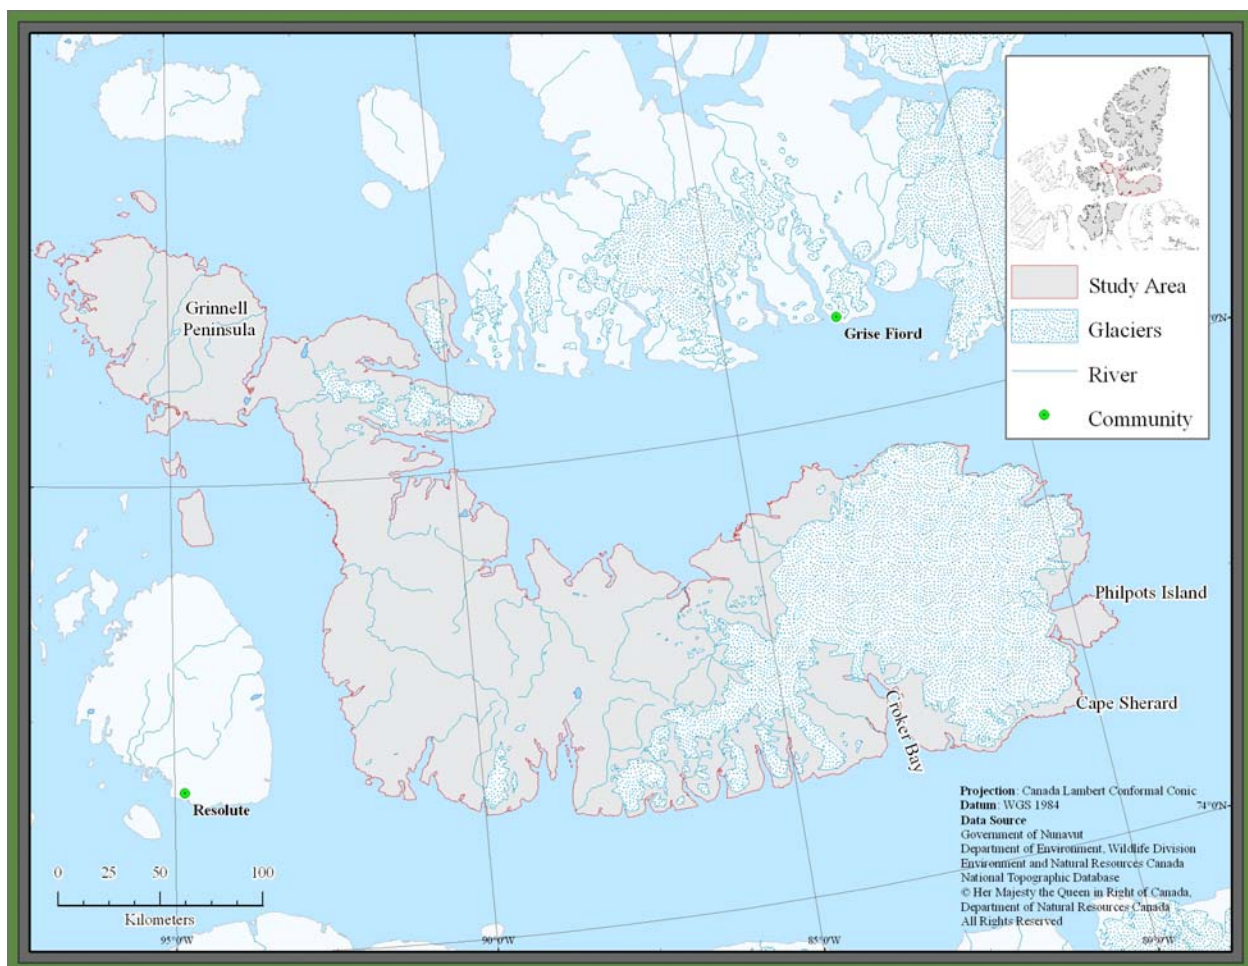 Grinnell
Peninsula
Grise Fiord
Study Area
Glaciers
River
Community
Philpots Island
Cape Sherard
Croker Bay
Resolute
0 25 50 100
Kilometers
Projection: Canada Lambert Conformal Conic
Datum: WGS 1984
Data Source
Government of Nunavut
Department of Environment, Wildlife Division
Environment and Natural Resources Canada
National Topographic Database
© Her Majesty the Queen in Right of Canada,
Department of Natural Resources Canada
All Rights Reserved
74°0'N
95°0'W
90°0'W
85°0'W
80°0'W